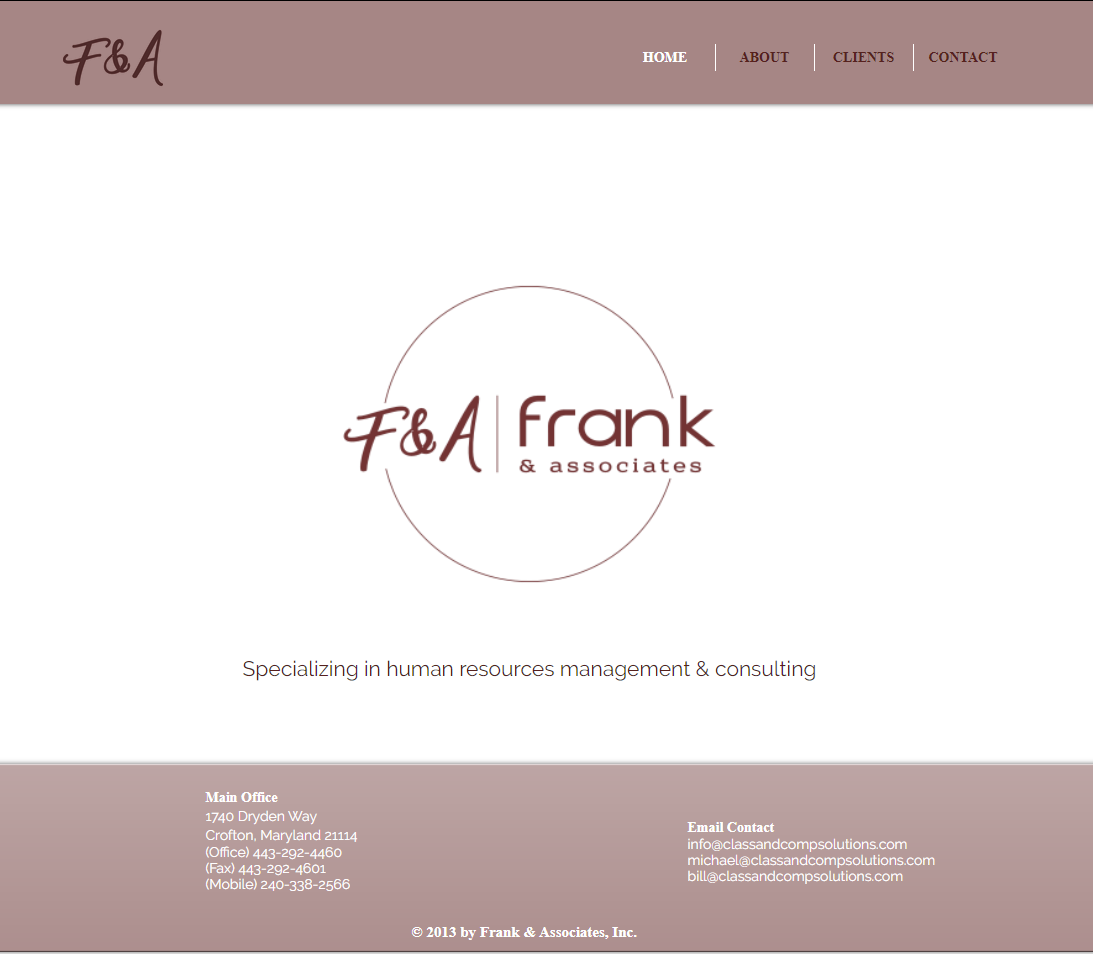 F&A
HOME ABOUT CLIENTS CONTACT
F&A frank
& associates
Specializing in human resources management & consulting
Main Office
1740 Dryden Way
Crofton, Maryland 21114
(Office) 443-292-4460
(Fax) 443-292-4601
(Mobile) 240-338-2566
Email Contact
info@classandcompsolutions.com
michael@classandcompsolutions.com
bill@classandcompsolutions.com
© 2013 by Frank & Associates, Inc.